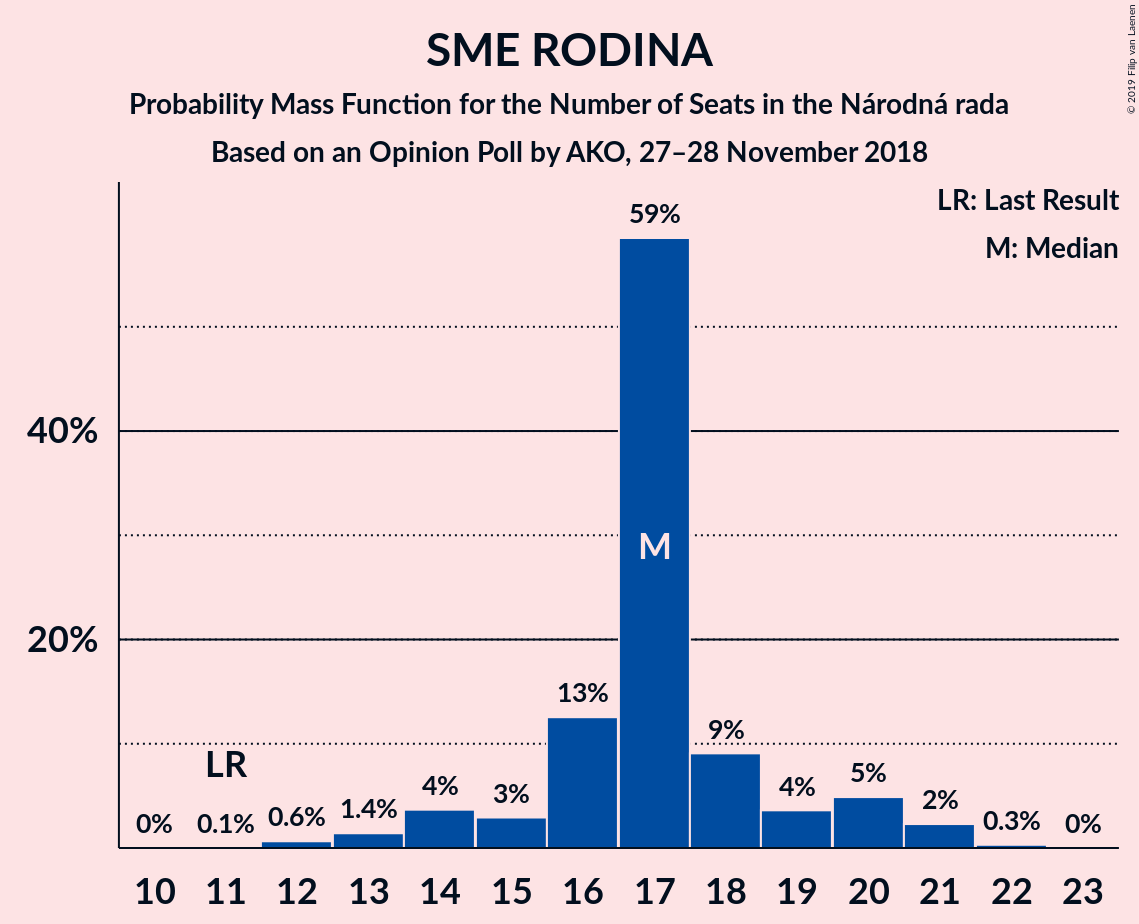 SME RODINA
Probability Mass Function for the Number of Seats in the Národná rada
Based on an Opinion Poll by AKO, 27–28 November 2018
© 2019 Filip van Laenen
LR: Last Result
M: Median
59%
40%
M
20%
13%
9%
LR
5%
4%
4%
3%
2%
1.4%
0.6%
0.3%
0.1%
0%
0%
10 11 12 13 14 15 16 17 18 19 20 21 22 23